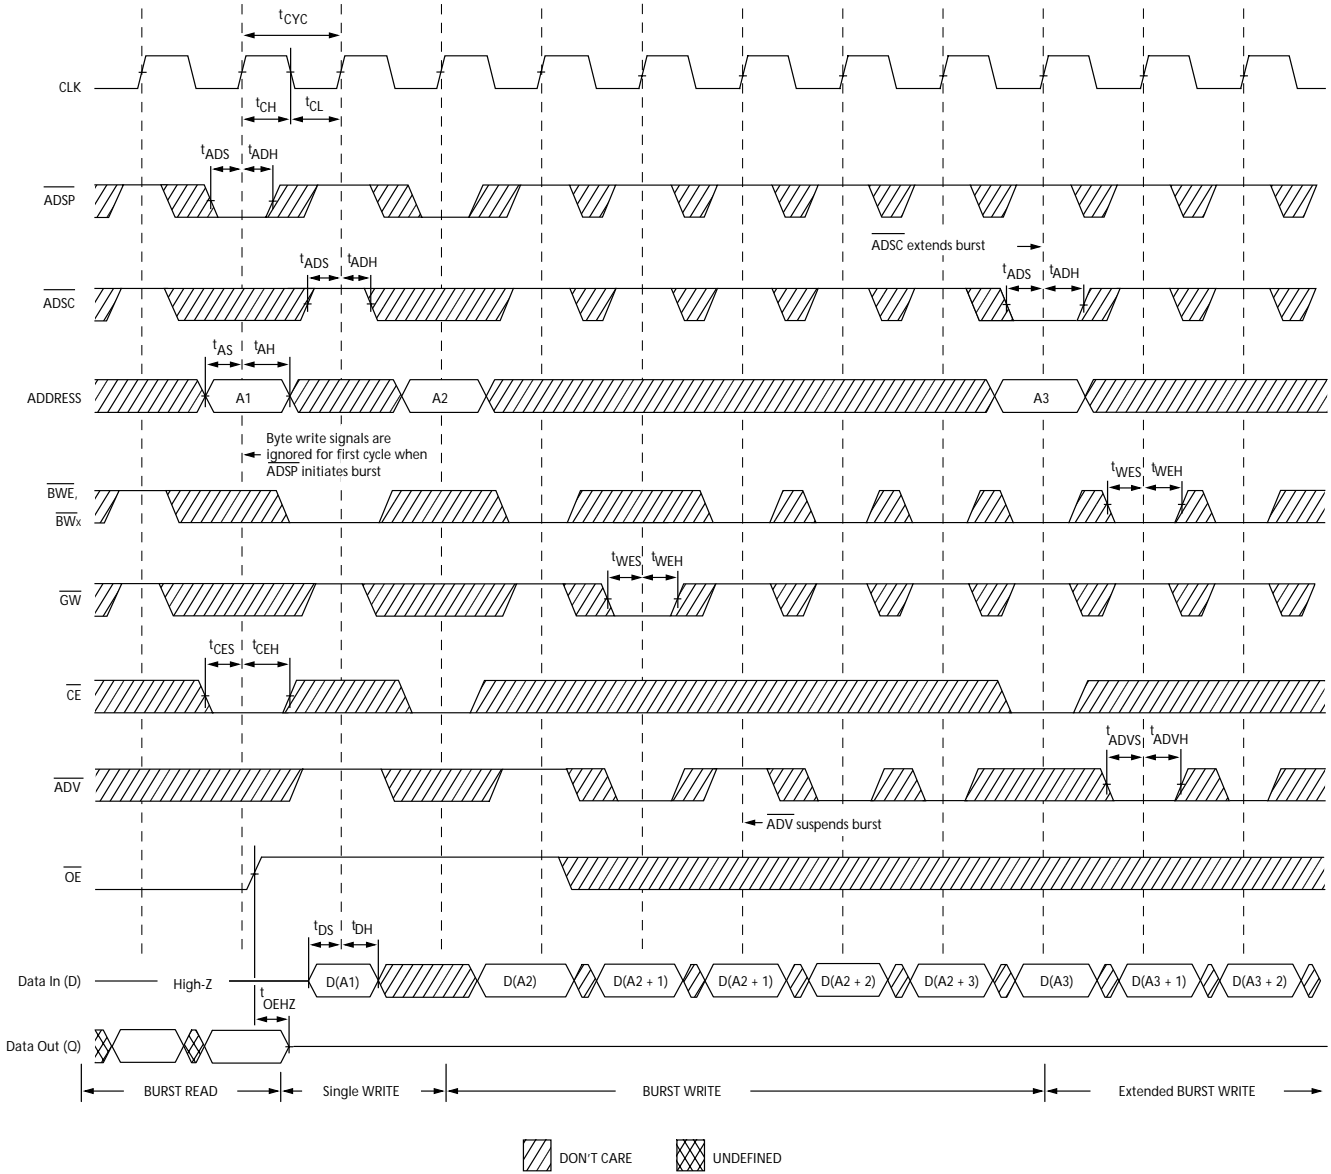 tCYC
CLK
tCH
tCL
tADS
tADH
ADSP
ADSC extends burst
tADS
tADH
tADS
tADH
ADSC
tAS
tAH
ADDRESS
A1
A2
A3
Byte write signals are
ignored for first cycle when
ADSP initiates burst
BWE,
BWx
tWES
tWEH
tWES
tWEH
GW
tCES
tCEH
CE
tADVS
tADVH
ADV
ADV suspends burst
OE
tDS
tDH
Data In (D)
High-Z
D(A1)
D(A2)
D(A2 + 1)
D(A2 + 1)
D(A2 + 2)
D(A2 + 3)
D(A3)
D(A3 + 1)
D(A3 + 2)
tOEHZ
Data Out (Q)
BURST READ
Single WRITE
BURST WRITE
Extended BURST WRITE
DON'T CARE
UNDEFINED